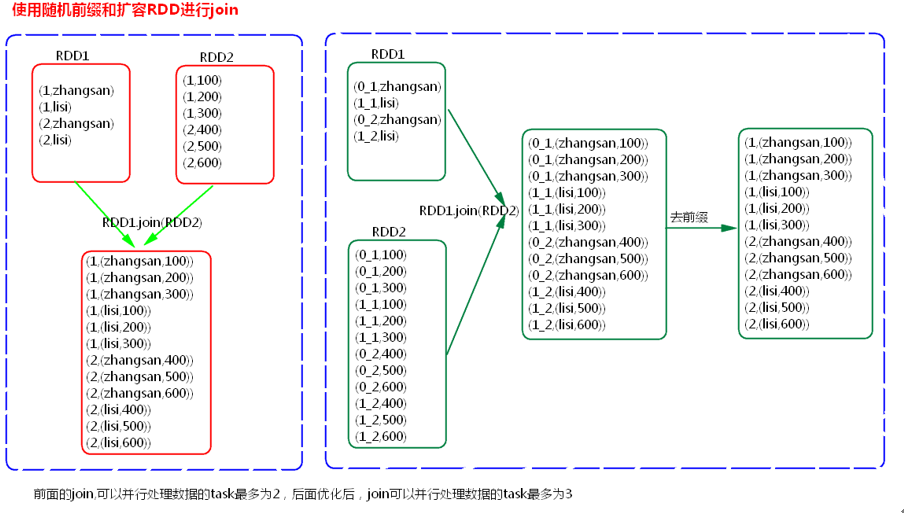 使用随机前缀和扩容RDD进行join
RDD1
(1,zhangsan)
(1,lisi)
(2,zhangsan)
(2,lisi)
RDD2
(1,100)
(1,200)
(1,300)
(2,400)
(2,500)
(2,600)
RDD1.join(RDD2)
(1,(zhangsan,100))
(1,(zhangsan,200))
(1,(zhangsan,300))
(1,(lisi,100))
(1,(lisi,200))
(1,(lisi,300))
(2,(zhangsan,400))
(2,(zhangsan,500))
(2,(zhangsan,600))
(2,(lisi,400))
(2,(lisi,500))
(2,(lisi,600))
RDD1
(0_1,zhangsan)
(1_1,lisi)
(0_2,zhangsan)
(1_2,lisi)
RDD2
(0_1,100)
(0_1,200)
(0_1,300)
(1_1,100)
(1_1,200)
(1_1,300)
(0_2,400)
(0_2,500)
(0_2,600)
(1_2,400)
(1_2,500)
(1_2,600)
RDD1.join(RDD2)
(0_1,(zhangsan,100))
(0_1,(zhangsan,200))
(0_1,(zhangsan,300))
(1_1,(lisi,100))
(1_1,(lisi,200))
(1_1,(lisi,300))
(0_2,(zhangsan,400))
(0_2,(zhangsan,500))
(0_2,(zhangsan,600))
(1_2,(lisi,400))
(1_2,(lisi,500))
(1_2,(lisi,600))
去前缀
(1,(zhangsan,100))
(1,(zhangsan,200))
(1,(zhangsan,300))
(1,(lisi,100))
(1,(lisi,200))
(1,(lisi,300))
(2,(zhangsan,400))
(2,(zhangsan,500))
(2,(zhangsan,600))
(2,(lisi,400))
(2,(lisi,500))
(2,(lisi,600))
前面的join,可以并行处理数据的task最多为2，后面优化后，join可以并行处理数据的task最多为3